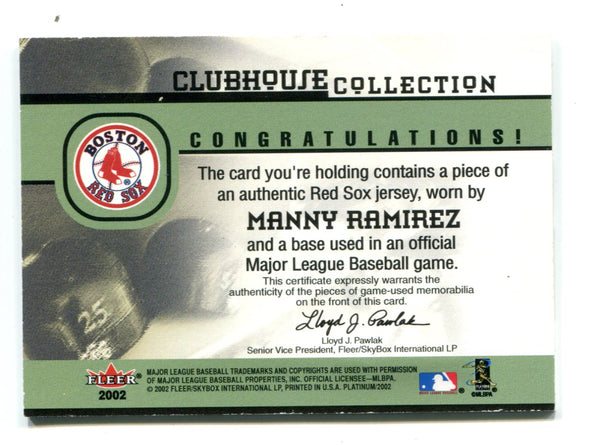 CLUBHOUSE COLLECTION
CONGRATULATIONS!
BOSTON
RED SOX
The card you're holding contains a piece of
an authentic Red Sox jersey, worn by
MANNY RAMIREZ
and a base used in an official
Major League Baseball game.
This certificate expressly warrants the
authenticity of the pieces of game-used memorabilia
on the front of this card.
Lloyd J. Pawlak
Lloyd J. Pawlak
Senior Vice President, Fleer/SkyBox International LP
25
FLEER®
2002
MAJOR LEAGUE BASEBALL TRADEMARKS AND COPYRIGHTS ARE USED WITH PERMISSION
OF MAJOR LEAGUE BASEBALL PROPERTIES, INC. OFFICIAL LICENSEE—MLBPA.
© 2002 FLEER/SKYBOX INTERNATIONAL LP, PRINTED IN U.S.A. PLATINUM/2002
©MLBPA